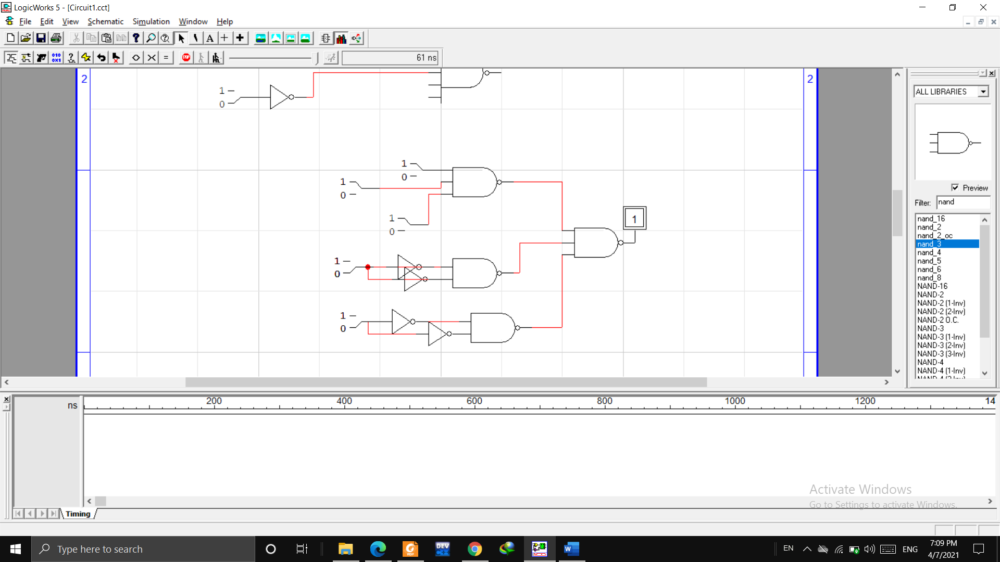 LogicWorks 5 - [Circuit1.cct]
File Edit View Schematic Simulation Window Help
61 ns
2
2
1
0
1
0
1
0
1
0
1
1
0
1
0
ALL LIBRARIES
Preview
Filter: nand
nand_16
nand_2
nand_2_oc
nand_3
nand_4
nand_5
nand_6
nand_8
NAND-16
NAND-2
NAND-2 (1-Inv)
NAND-2 (2-Inv)
NAND-2 O.C.
NAND-3
NAND-3 (1-Inv)
NAND-3 (2-Inv)
NAND-3 (3-Inv)
NAND-4
NAND-4 (1-Inv)
ns 200 400 600 800 1000 1200 14
Timing
Activate Windows
Go to Settings to activate Windows.
Type here to search
EN ENG 7:09 PM
4/7/2021